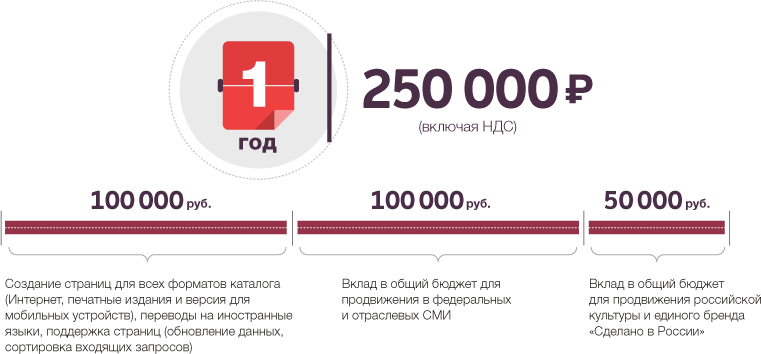 1
год
250 000 ₽
(включая НДС)
100 000 руб.
100 000 руб.
50 000 руб.
Создание страниц для всех форматов каталога
(Интернет, печатные издания и версия для
мобильных устройств), переводы на иностранные
языки, поддержка страниц (обновление данных,
сортировка входящих запросов)
Вклад в общий бюджет для
продвижения в федеральных
и отраслевых СМИ
Вклад в общий бюджет
для продвижения российской
культуры и единого бренда
«Сделано в России»